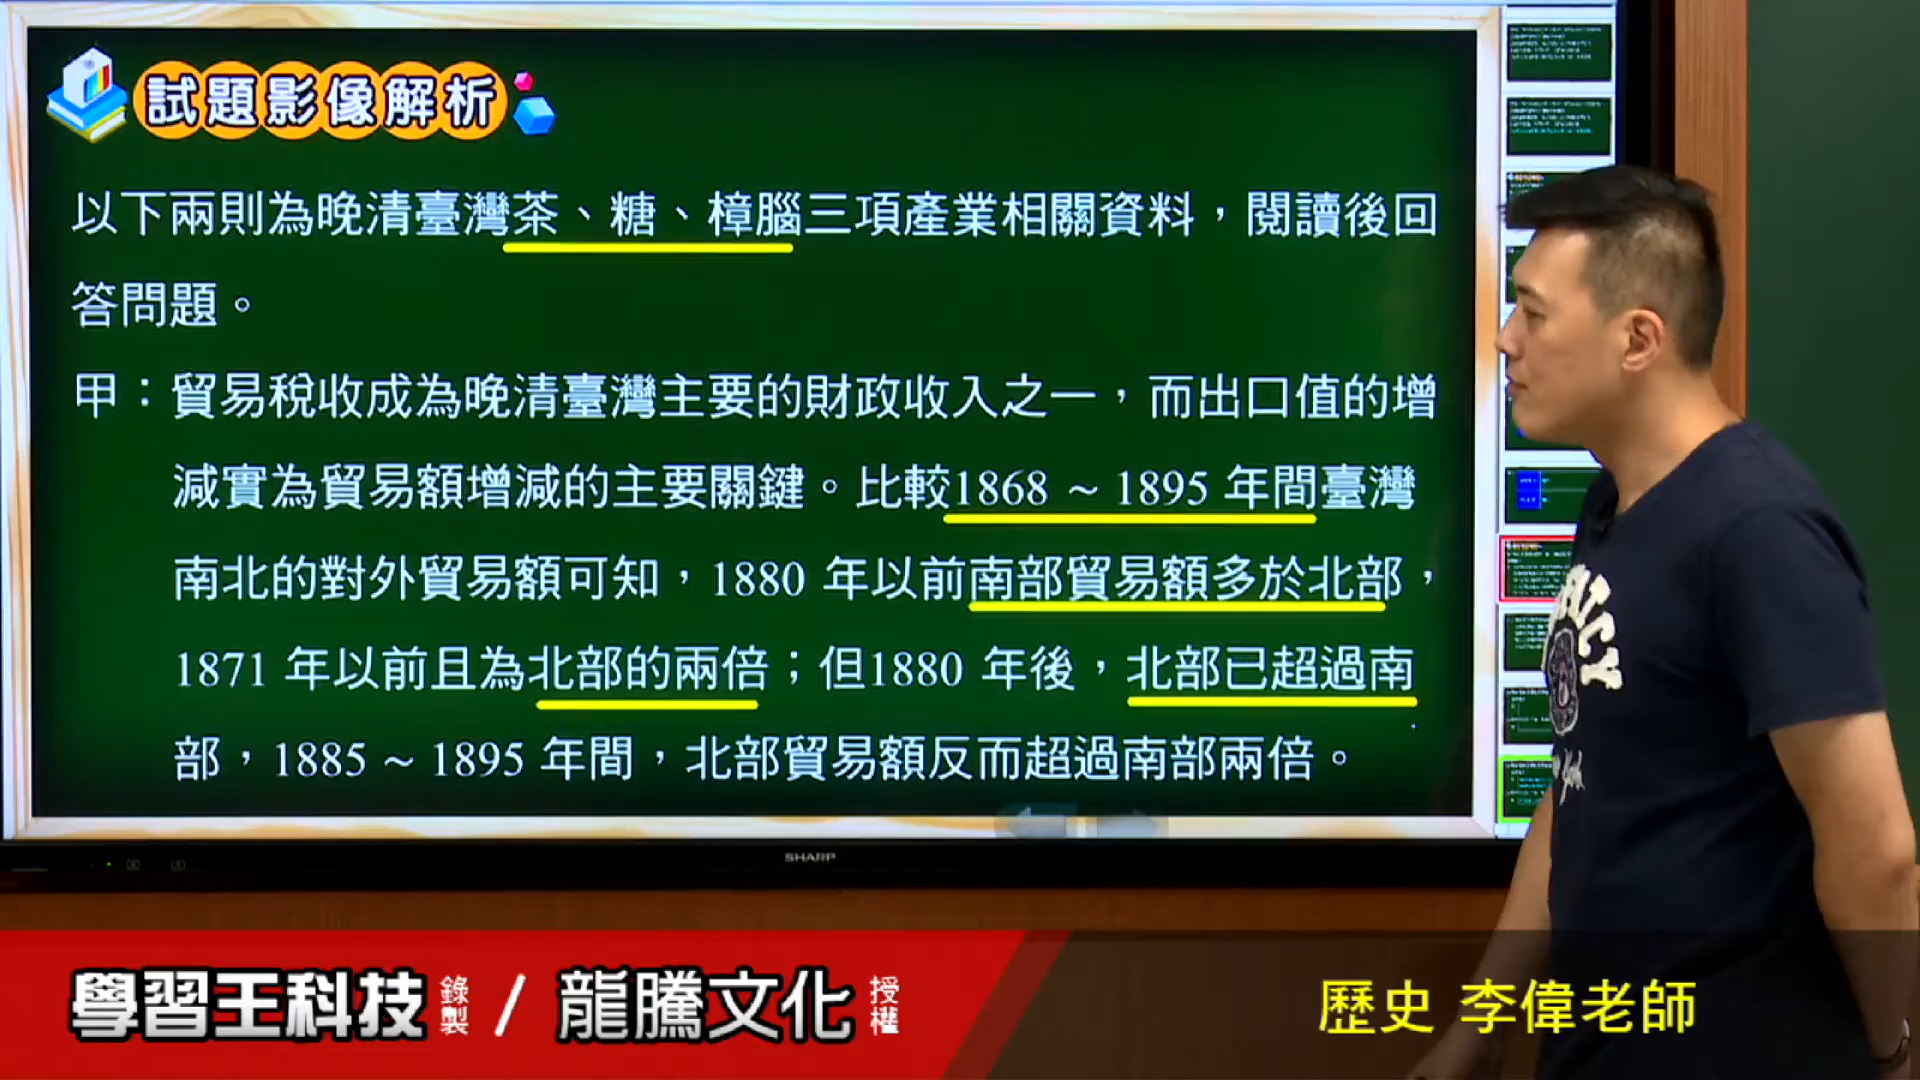 試題影像解析
以下兩則為晚清臺灣茶、糖、樟腦三項產業相關資料，閱讀後回
答問題。
甲：貿易稅收成為晚清臺灣主要的財政收入之一，而出口值的增
減實為貿易額增減的主要關鍵。比較1868 ~ 1895 年間臺灣
南北的對外貿易額可知，1880 年以前南部貿易額多於北部，
1871 年以前且為北部的兩倍；但1880 年後，北部已超過南
部，1885 ~ 1895 年間，北部貿易額反而超過南部兩倍。
SHARP
學習王科技 錄製 / 龍騰文化 授權
歷史 李偉老師